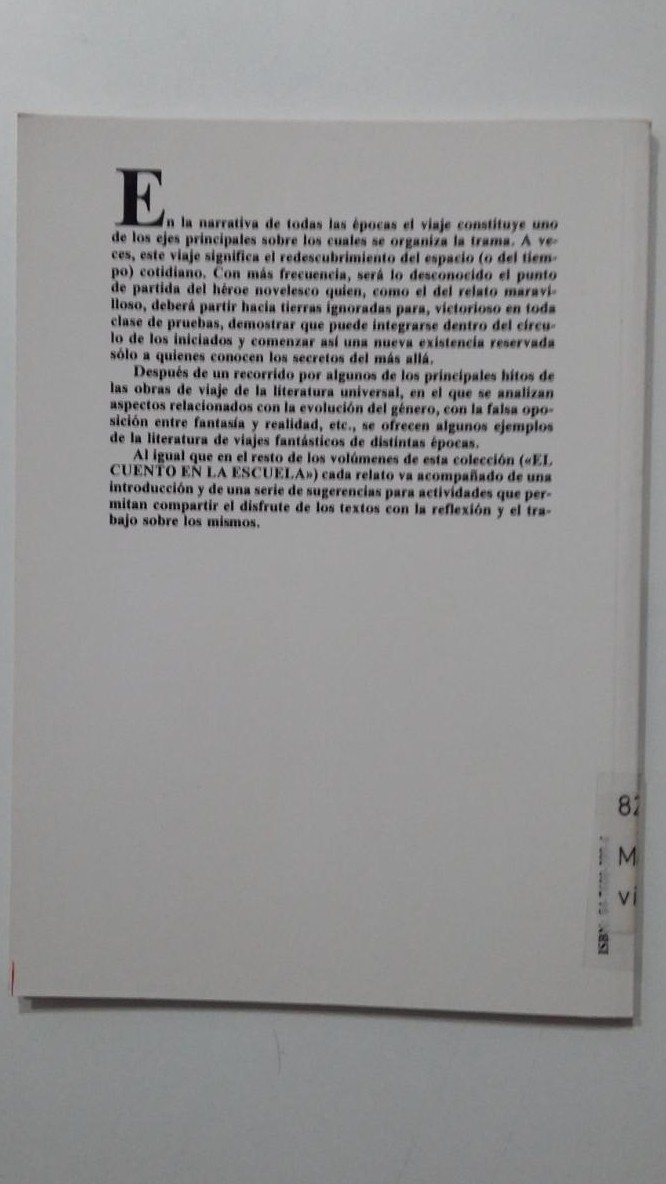 En la narrativa de todas las épocas el viaje constituye uno
de los ejes principales sobre los cuales se organiza la trama. A ve-
ces, este viaje significa el redescubrimiento del espacio (o del tiem-
po) cotidiano. Con más frecuencia, será lo desconocido el punto
de partida del héroe novelesco quien, como el del relato maravi-
lloso, deberá partir hacia tierras ignoradas para, victorioso en toda
clase de pruebas, demostrar que puede integrarse dentro del círcu-
lo de los iniciados y comenzar así una nueva existencia reservada
sólo a quienes conocen los secretos del más allá.
Después de un recorrido por algunos de los principales hitos de
las obras de viaje de la literatura universal, en el que se analizan
aspectos relacionados con la evolución del género, con la falsa opo-
sición entre fantasía y realidad, etc., se ofrecen algunos ejemplos
de la literatura de viajes fantásticos de distintas épocas.
Al igual que en el resto de los volúmenes de esta colección («EL
CUENTO EN LA ESCUELA») cada relato va acompañado de una
introducción y de una serie de sugerencias para actividades que per-
mitan compartir el disfrute de los textos con la reflexión y el tra-
bajo sobre los mismos.
82
M
vi
ISBN